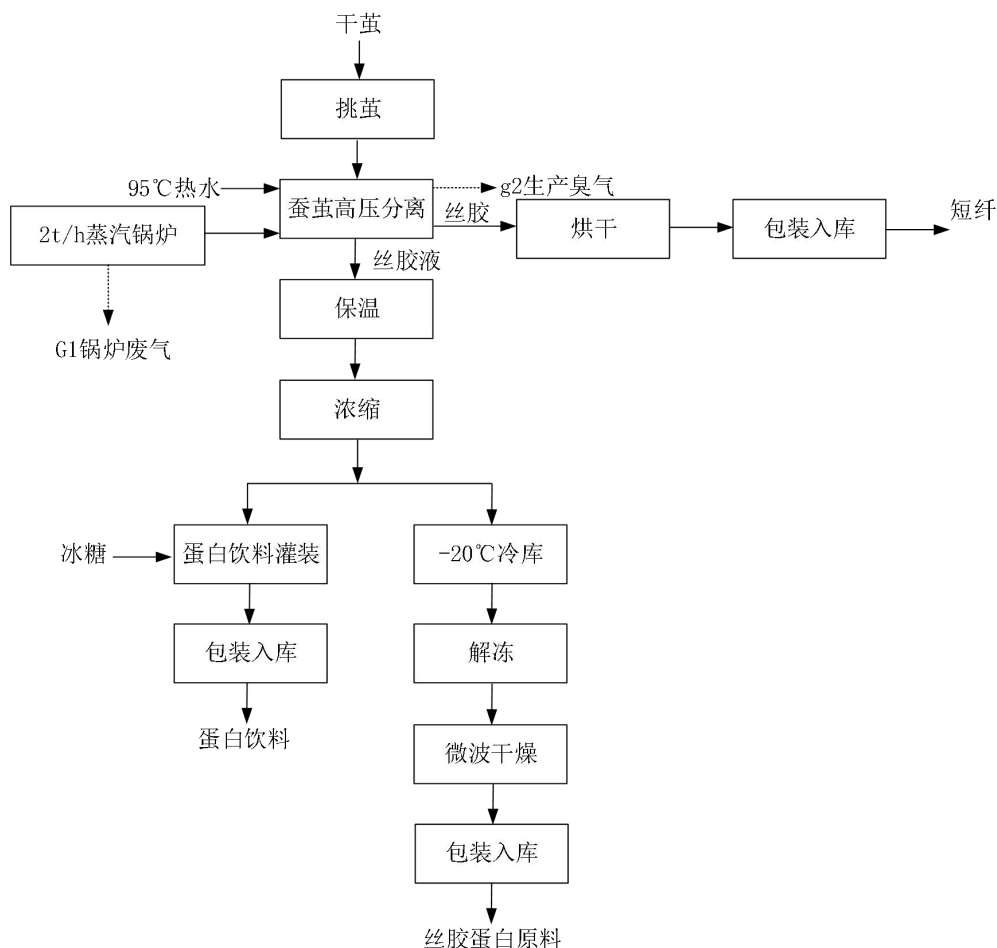 干茧
挑茧
95℃热水
蚕茧高压分离
g2生产臭气
丝胶
2t/h蒸汽锅炉
烘干
包装入库
短纤
丝胶液
G1锅炉废气
保温
浓缩
冰糖
蛋白饮料灌装
-20℃冷库
包装入库
解冻
蛋白饮料
微波干燥
包装入库
丝胶蛋白原料